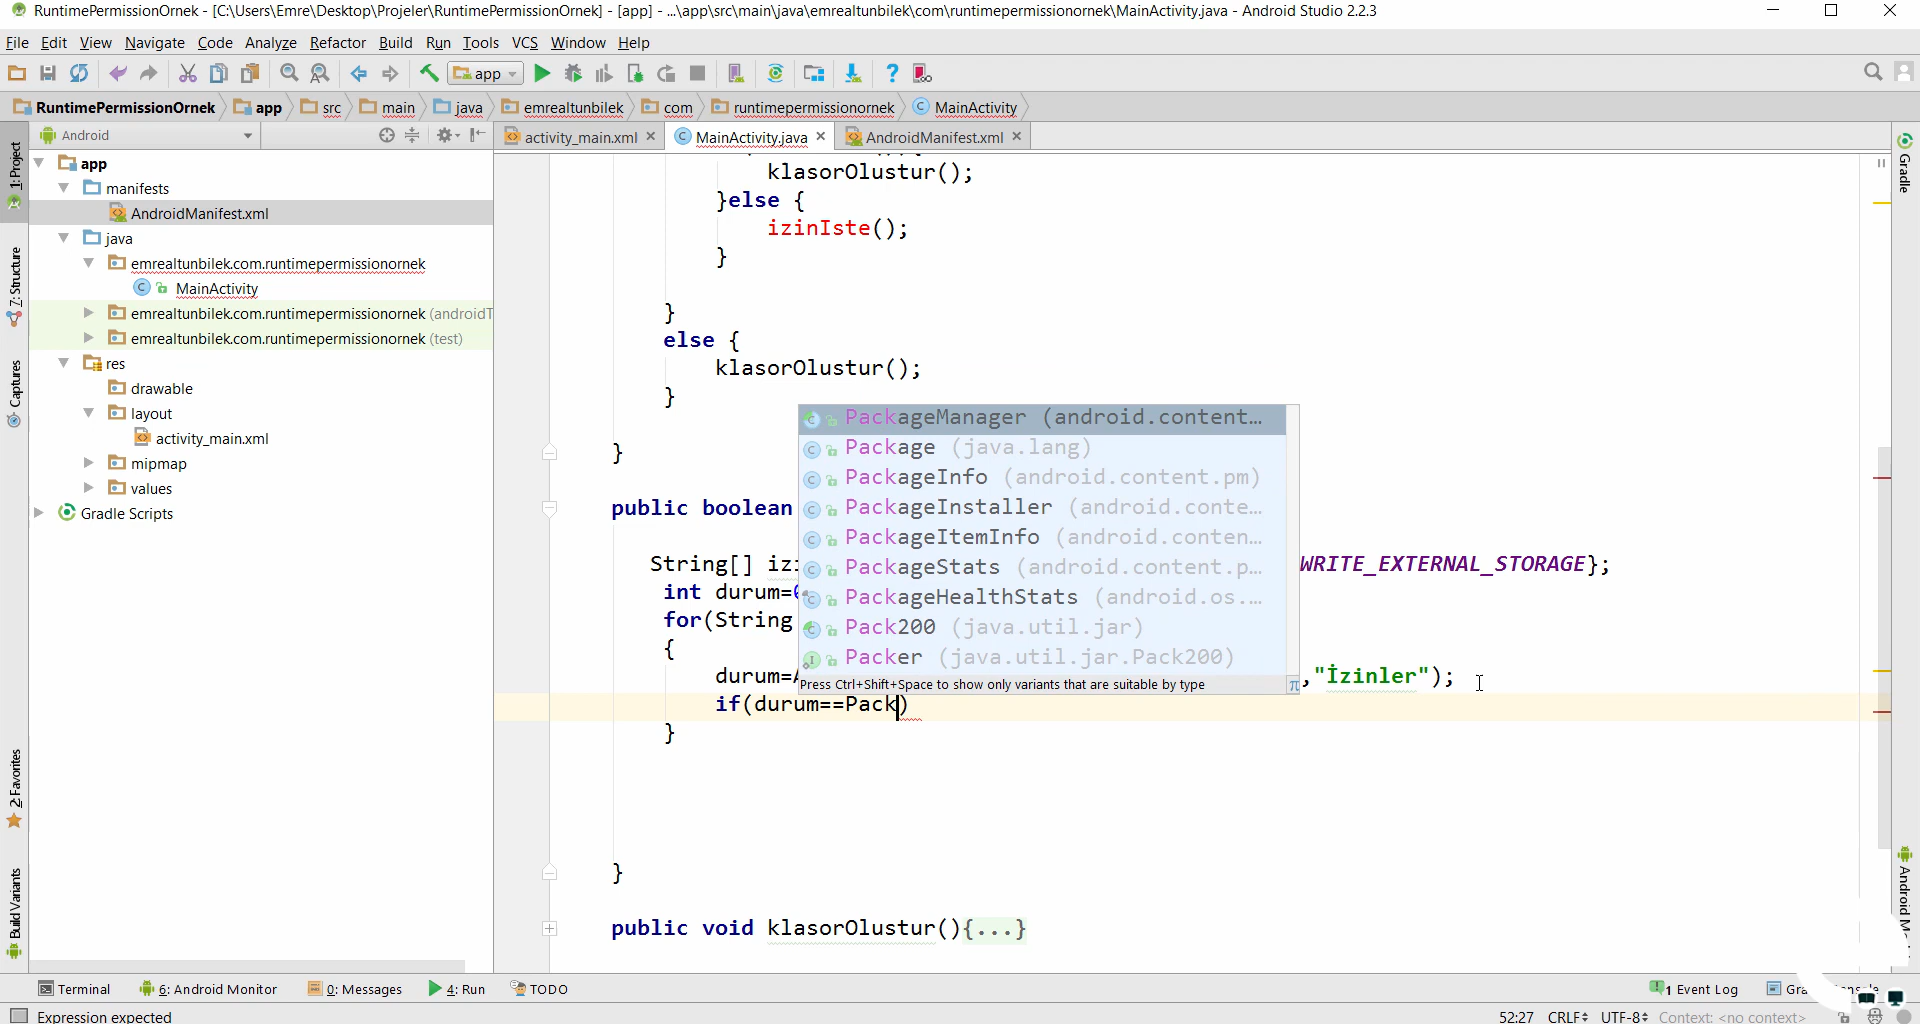 RuntimePermissionOrnek - [C:\Users\Emre\Desktop\Projeler\RuntimePermissionOrnek] - [app] - ...\app\src\main\java\emrealtunbilek\com\runtimepermissionornek\MainActivity.java - Android Studio 2.2.3
File Edit View Navigate Code Analyze Refactor Build Run Tools VCS Window Help
app
RuntimePermissionOrnek app src main java emrealtunbilek com runtimepermissionornek MainActivity
Android
activity_main.xml MainActivity.java AndroidManifest.xml
1: Project
7: Structure
Captures
2: Favorites
Build Variants
app
manifests
AndroidManifest.xml
java
emrealtunbilek.com.runtimepermissionornek
MainActivity
emrealtunbilek.com.runtimepermissionornek (androidT
emrealtunbilek.com.runtimepermissionornek (test)
res
drawable
layout
activity_main.xml
mipmap
values
Gradle Scripts
klasorOlustur();
}else {
izinIste();
}
}
else {
klasorOlustur();
}
}
public boolean
String[] izi WRITE_EXTERNAL_STORAGE};
int durum=0
for(String
{
durum=A ,"İzinler");
if(durum==Pack)
}
}
public void klasorOlustur(){...}
PackageManager (android.content...
Package (java.lang)
PackageInfo (android.content.pm)
PackageInstaller (android.conte...
PackageItemInfo (android.conten...
PackageStats (android.content.p...
PackageHealthStats (android.os....
Pack200 (java.util.jar)
Packer (java.util.jar.Pack200)
Press Ctrl+Shift+Space to show only variants that are suitable by type
π
Gradle
Terminal 6: Android Monitor 0: Messages 4: Run TODO 1 Event Log
Expression expected 52:27 CRLF UTF-8 Context: <no context>